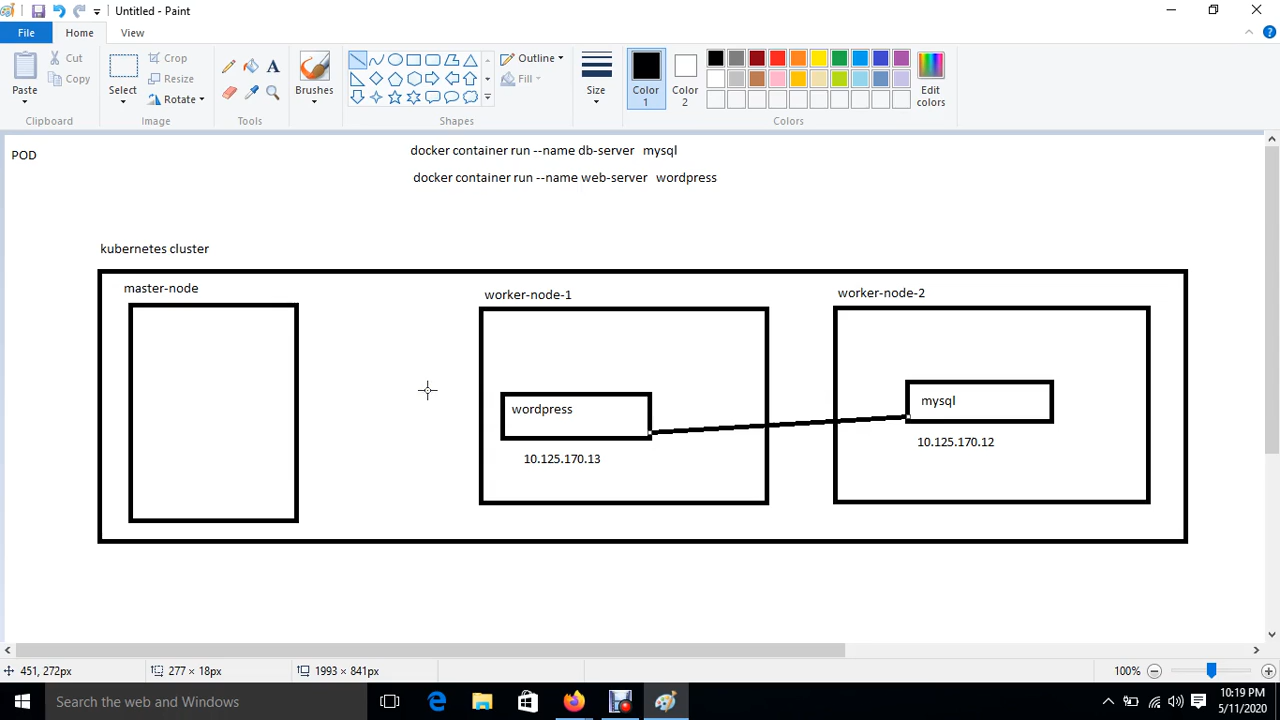 Untitled - Paint
File
Home
View
Paste
Cut
Copy
Clipboard
Select
Crop
Resize
Rotate
Image
A
Tools
Brushes
Outline
Fill
Shapes
Size
Color 1
Color 2
Edit colors
Colors
POD
docker container run --name db-server mysql
docker container run --name web-server wordpress
kubernetes cluster
master-node
worker-node-1
worker-node-2
wordpress
mysql
10.125.170.13
10.125.170.12
451, 272px
277 × 18px
1993 × 841px
100%
Search the web and Windows
10:19 PM
5/11/2020